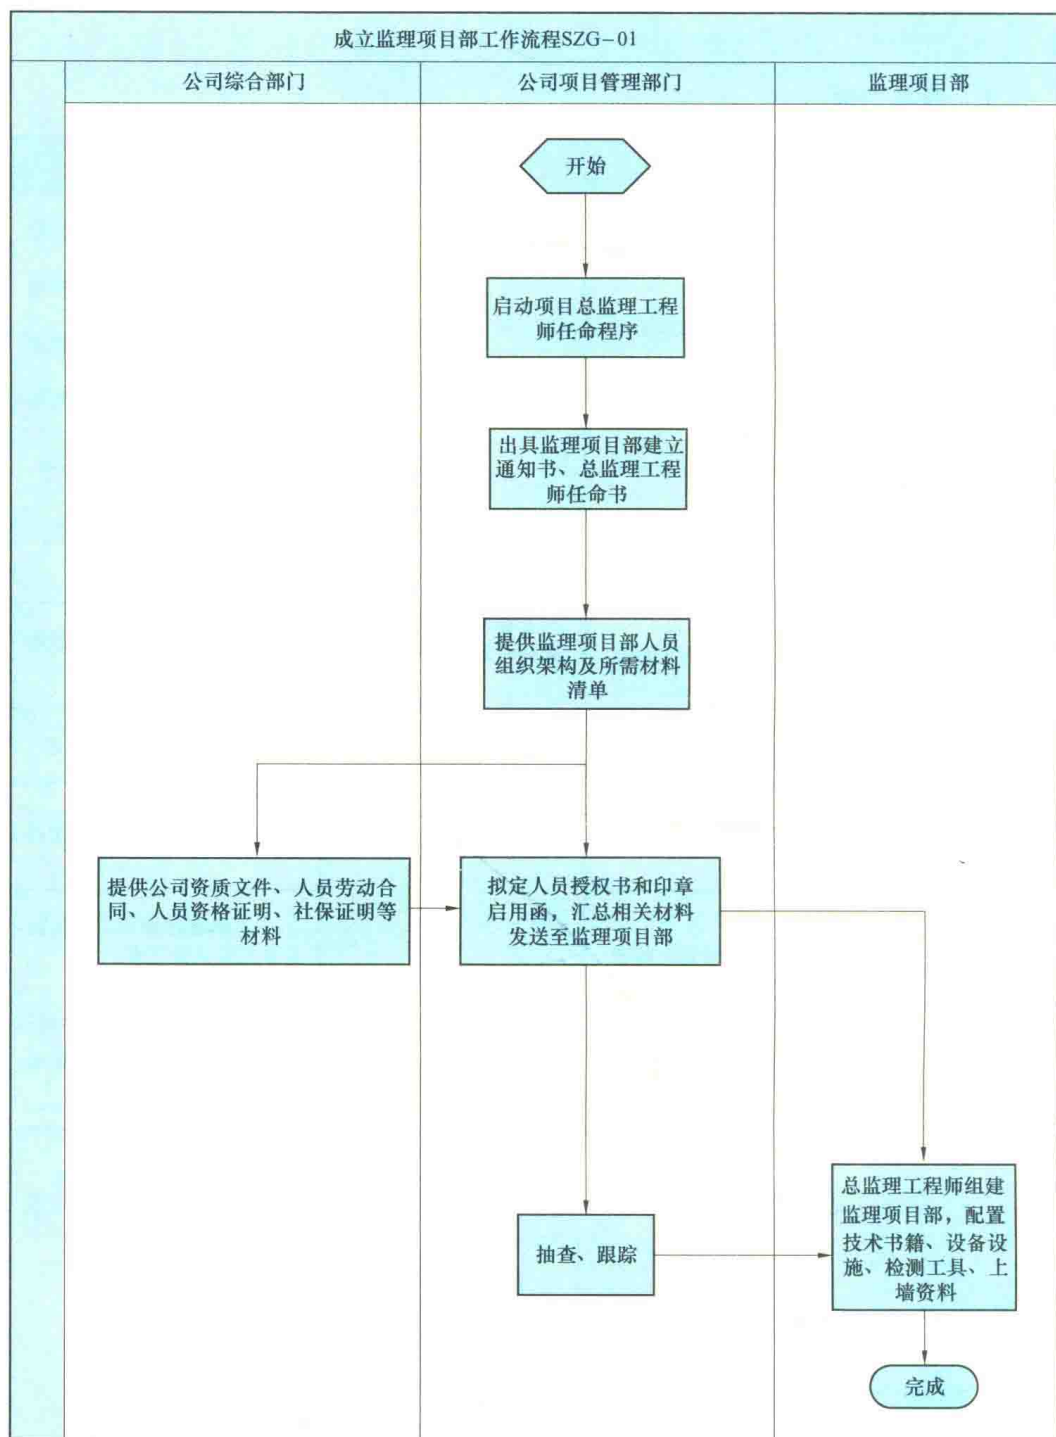 成立监理项目部工作流程SZG-01
公司综合部门
公司项目管理部门
监理项目部
开始
启动项目总监理工程
师任命程序
出具监理项目部建立
通知书、总监理工程
师任命书
提供监理项目部人员
组织架构及所需材料
清单
提供公司资质文件、人员劳动合
同、人员资格证明、社保证明等
材料
拟定人员授权书和印章
启用函，汇总相关材料
发送至监理项目部
总监理工程师组建
监理项目部，配置
技术书籍、设备设
施、检测工具、上
墙资料
抽查、跟踪
完成